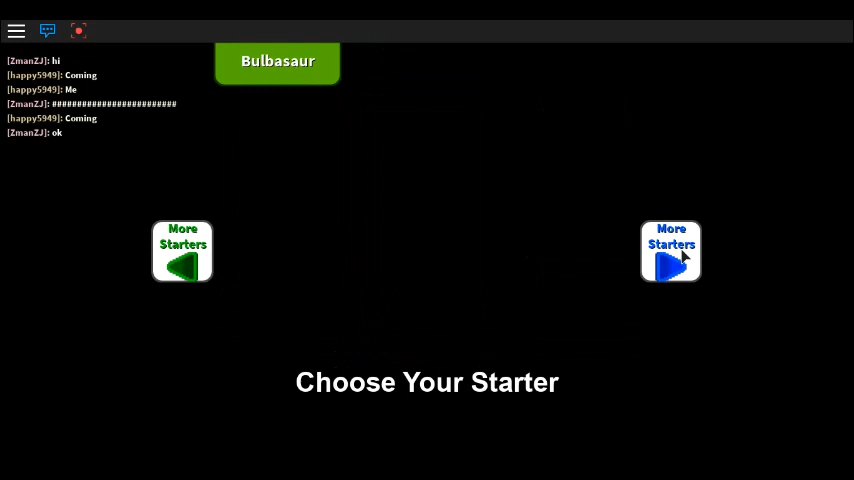 [ZmanZJ]: hi
[happy5949]: Coming
[happy5949]: Me
[ZmanZJ]: #########################
[happy5949]: Coming
[ZmanZJ]: ok
Bulbasaur
More
Starters
More
Starters
Choose Your Starter